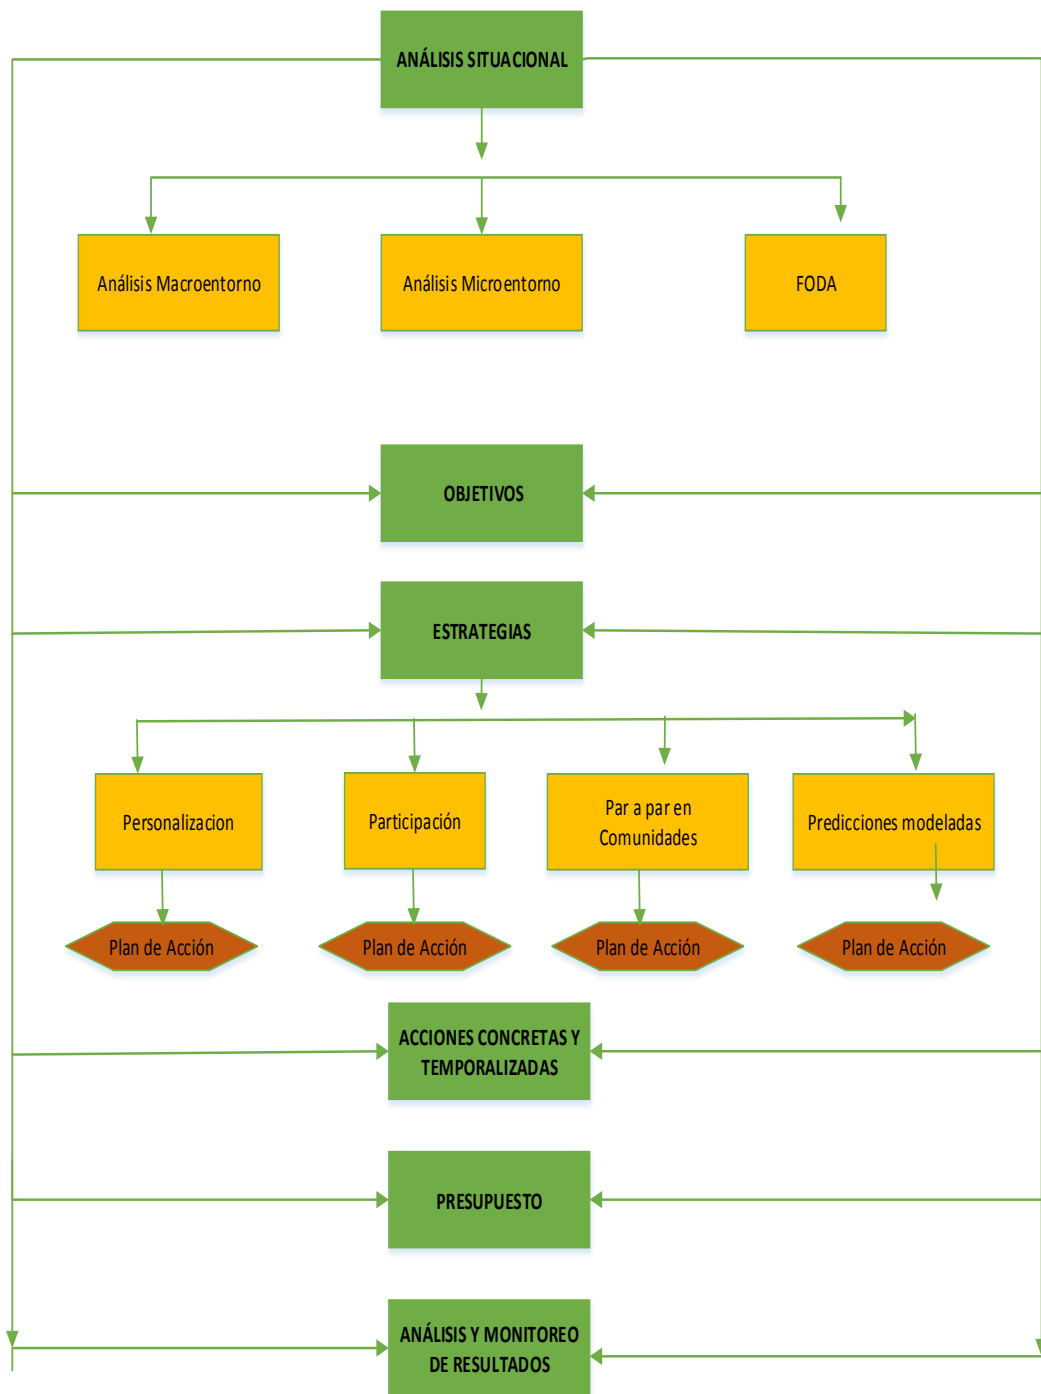 ANÁLISIS SITUACIONAL
Análisis Macroentorno
Análisis Microentorno
FODA
OBJETIVOS
ESTRATEGIAS
Personalizacion
Participación
Par a par en
Comunidades
Predicciones modeladas
Plan de Acción
Plan de Acción
Plan de Acción
Plan de Acción
ACCIONES CONCRETAS Y
TEMPORALIZADAS
PRESUPUESTO
ANÁLISIS Y MONITOREO
DE RESULTADOS